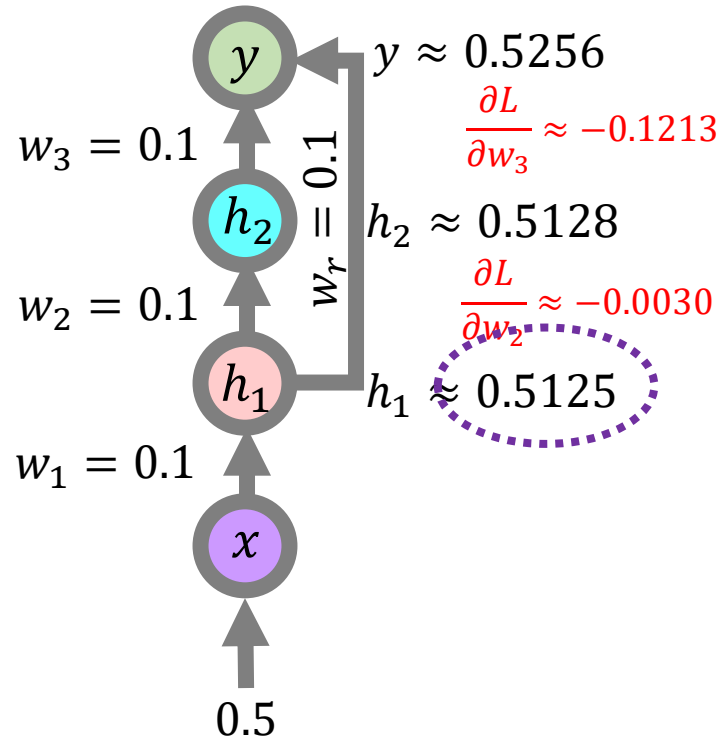 y
y ≈ 0.5256
∂L/∂w₃ ≈ −0.1213
w₃ = 0.1
wᵣ = 0.1
h₂
h₂ ≈ 0.5128
∂L/∂w₂ ≈ −0.0030
w₂ = 0.1
h₁
h₁ ≈ 0.5125
w₁ = 0.1
x
0.5